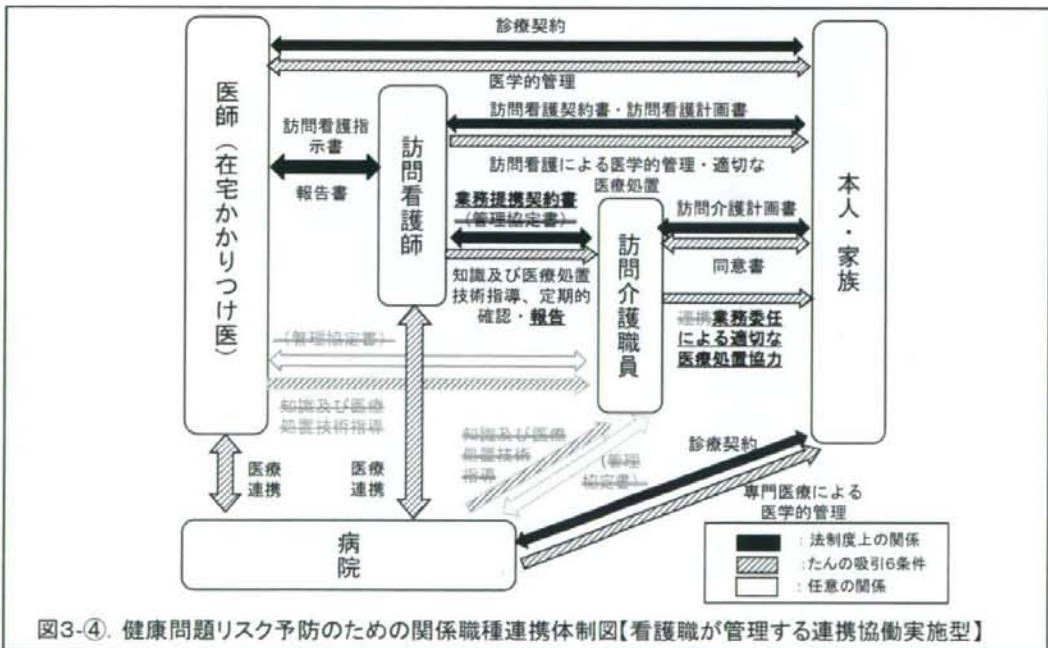 診療契約
医学的管理
医師（在宅かかりつけ医）
訪問看護指
示書
報告書
訪問看護師
訪問看護契約書・訪問看護計画書
訪問看護による医学的管理・適切な
医療処置
業務提携契約書
（管理協定書）
知識及び医療処置
技術指導、定期的
確認・報告
訪問介護職員
訪問介護計画書
同意書
連携業務委任
による適切な
医療処置協力
本人・家族
（管理協定書）
知識及び医療
処置技術指導
知識及び医療
処置技術
指導
（管理
協定書）
診療契約
専門医療による
医学的管理
医療
連携
医療
連携
病院
：法制度上の関係
：たんの吸引6条件
：任意の関係
図3-④. 健康問題リスク予防のための関係職種連携体制図【看護職が管理する連携協働実施型】